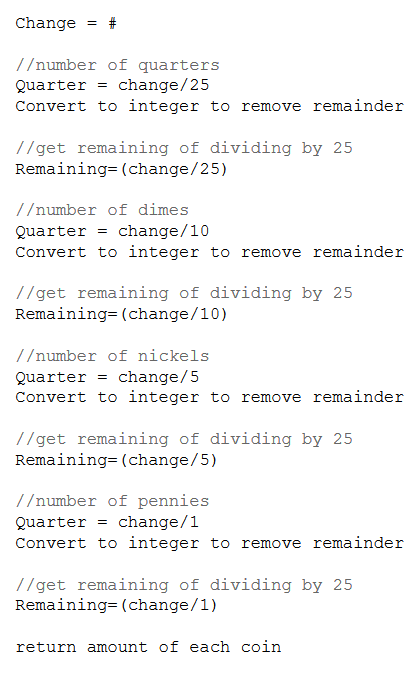 Change = #
//number of quarters
Quarter = change/25
Convert to integer to remove remainder
//get remaining of dividing by 25
Remaining=(change/25)
//number of dimes
Quarter = change/10
Convert to integer to remove remainder
//get remaining of dividing by 25
Remaining=(change/10)
//number of nickels
Quarter = change/5
Convert to integer to remove remainder
//get remaining of dividing by 25
Remaining=(change/5)
//number of pennies
Quarter = change/1
Convert to integer to remove remainder
//get remaining of dividing by 25
Remaining=(change/1)
return amount of each coin